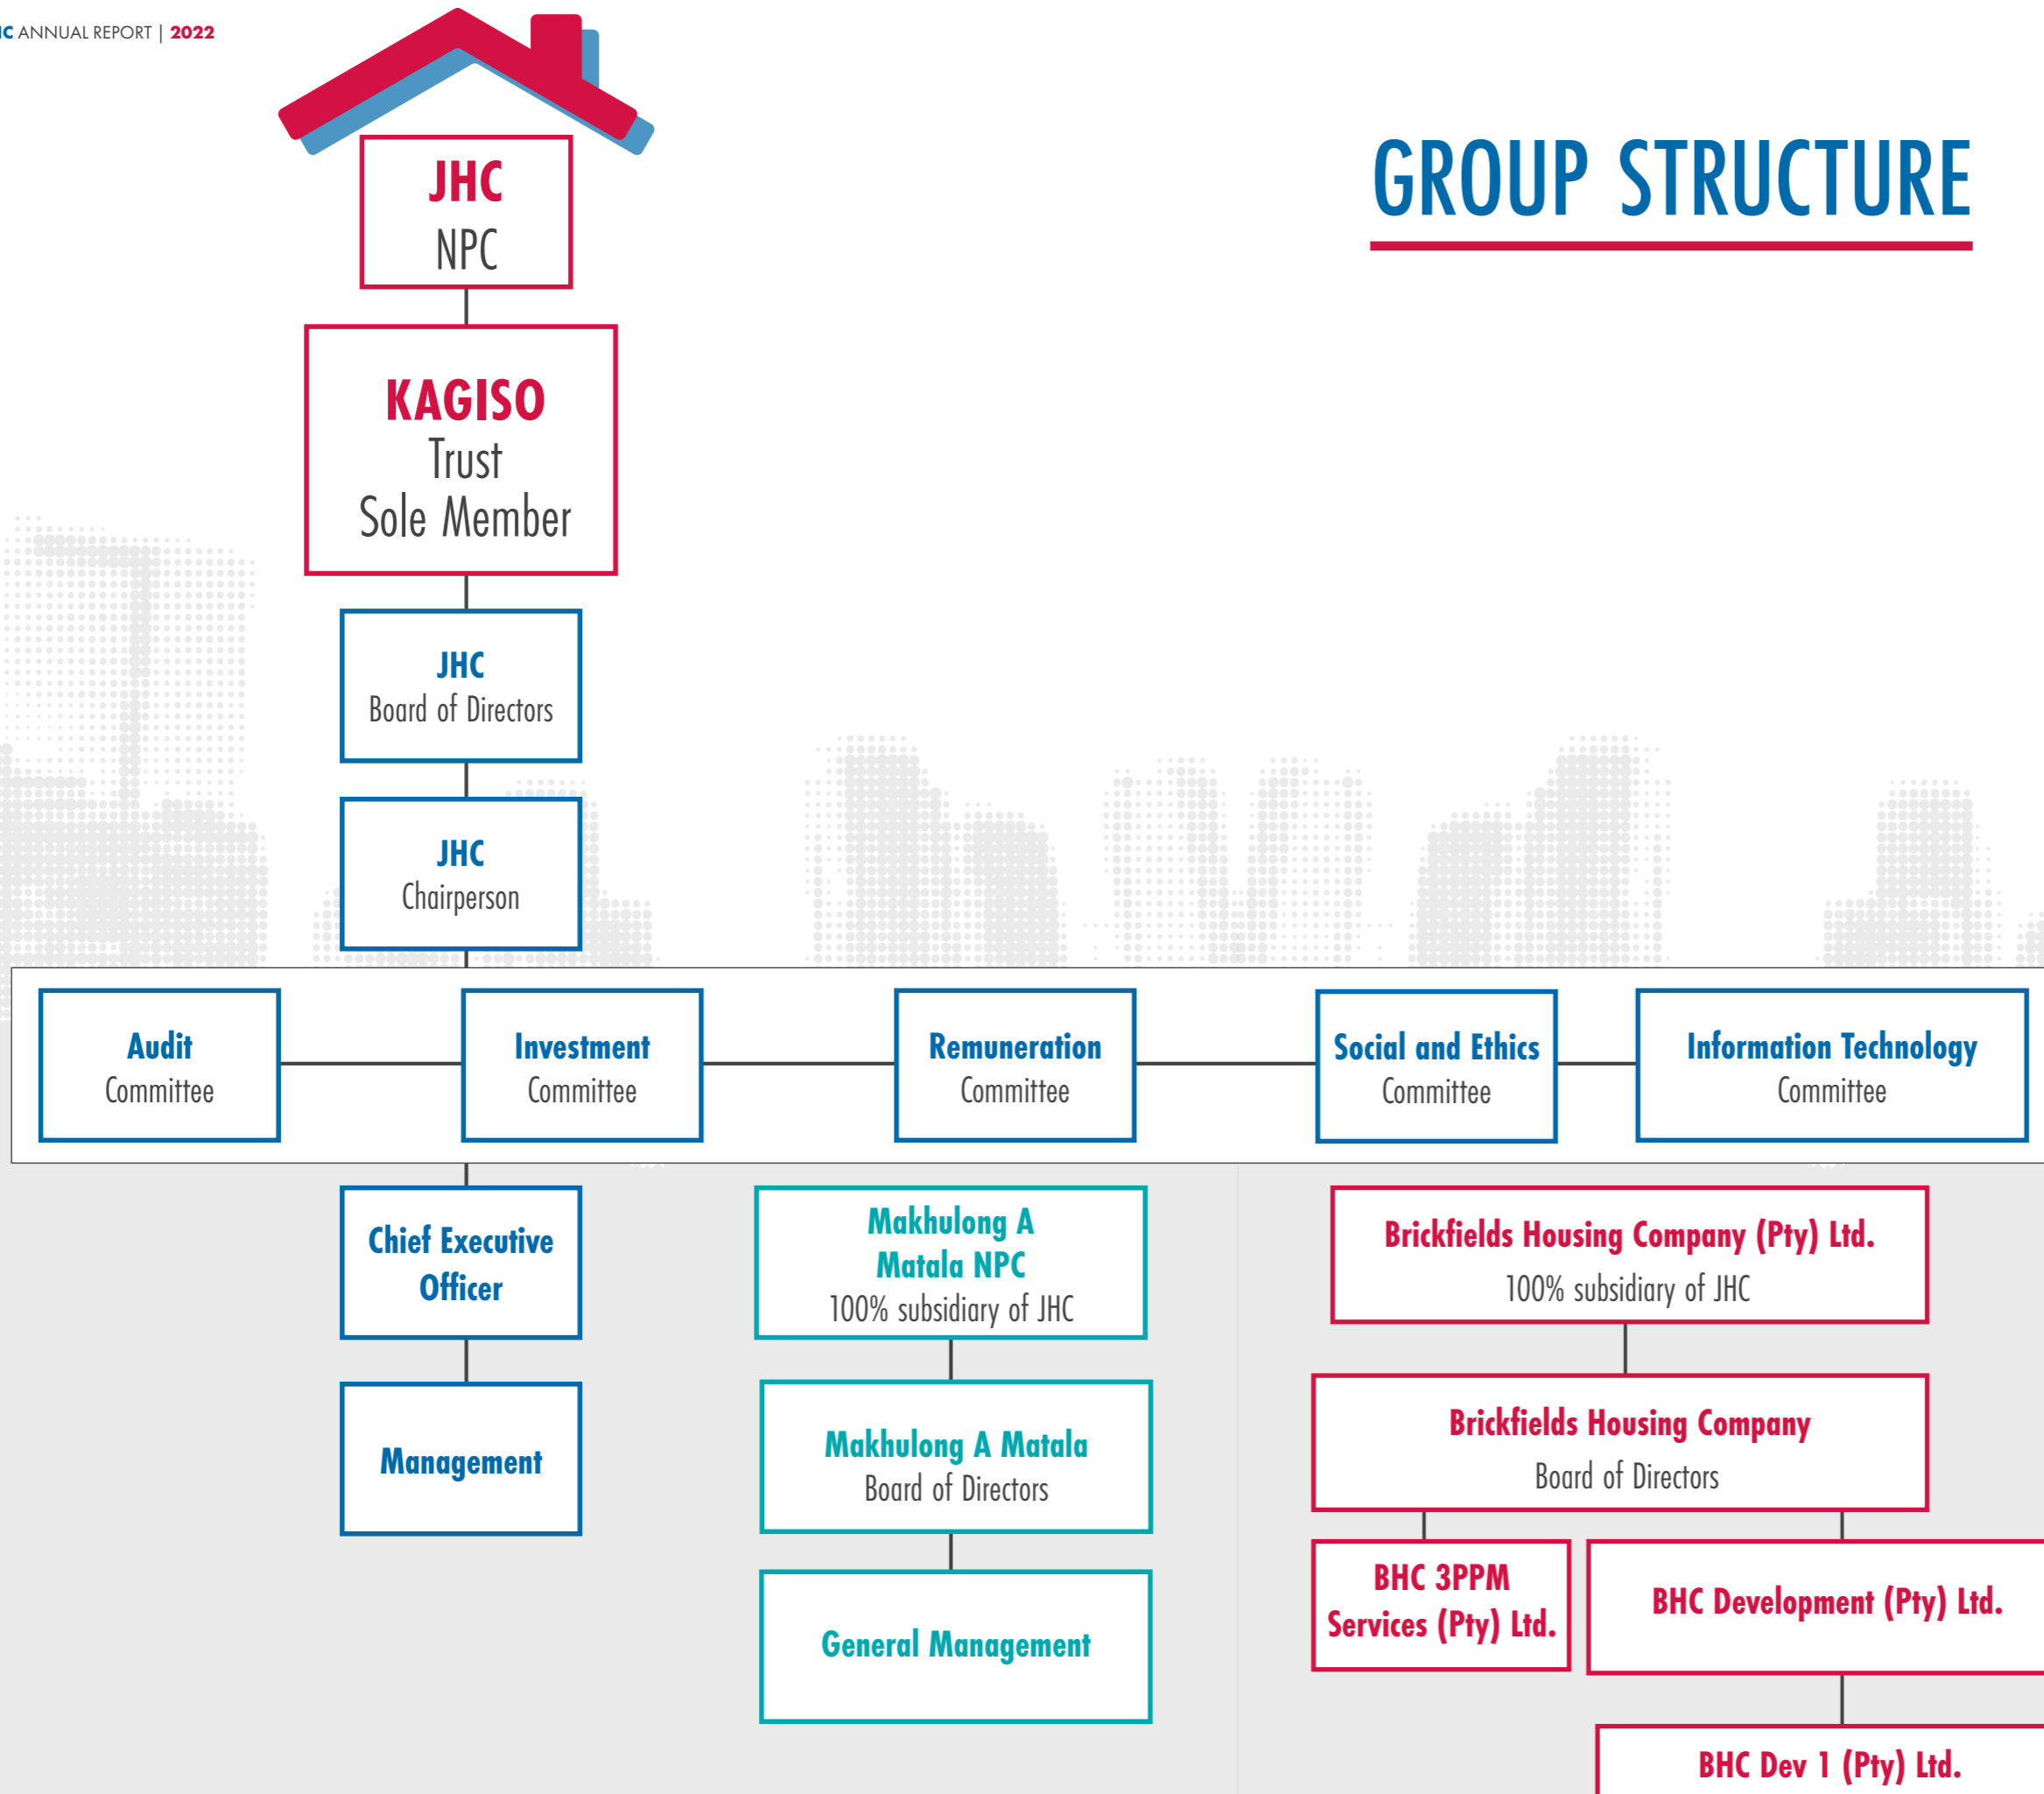 C ANNUAL REPORT | 2022
GROUP STRUCTURE
JHC
NPC
KAGISO
Trust
Sole Member
JHC
Board of Directors
JHC
Chairperson
Audit
Committee
Investment
Committee
Remuneration
Committee
Social and Ethics
Committee
Information Technology
Committee
Chief Executive
Officer
Management
Makhulong A
Matala NPC
100% subsidiary of JHC
Makhulong A Matala
Board of Directors
General Management
Brickfields Housing Company (Pty) Ltd.
100% subsidiary of JHC
Brickfields Housing Company
Board of Directors
BHC 3PPM
Services (Pty) Ltd.
BHC Development (Pty) Ltd.
BHC Dev 1 (Pty) Ltd.